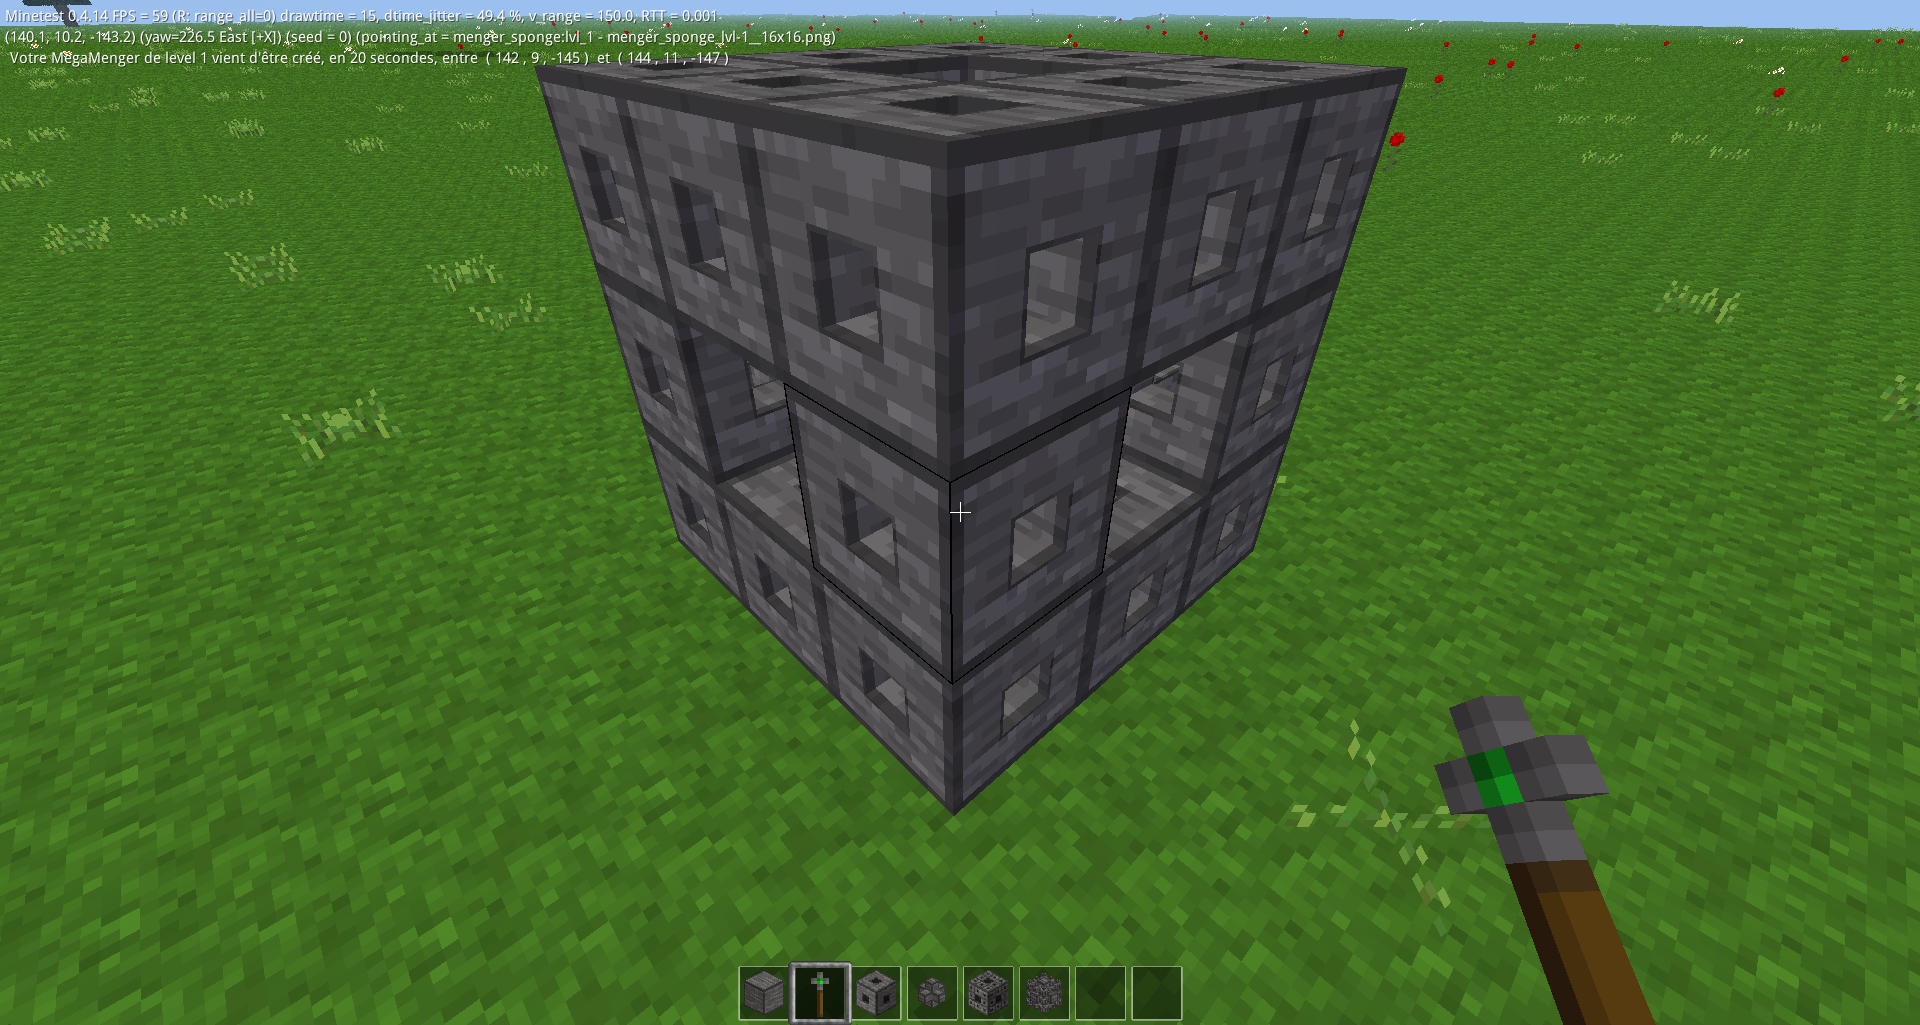 Minetest 0.4.14 FPS = 59 (R: range_all=0) drawtime = 15, dtime_jitter = 49.4 %, v_range = 150.0, RTT = 0.001
(140.1, 10.2, -143.2) (yaw=226.5 East [+X]) (seed = 0) (pointing_at = menger_sponge:lvl_1 - menger_sponge_lvl-1__16x16.png)
Votre MegaMenger de level 1 vient d'être créé, en 20 secondes, entre ( 142 , 9 , -145 ) et ( 144 , 11 , -147 )